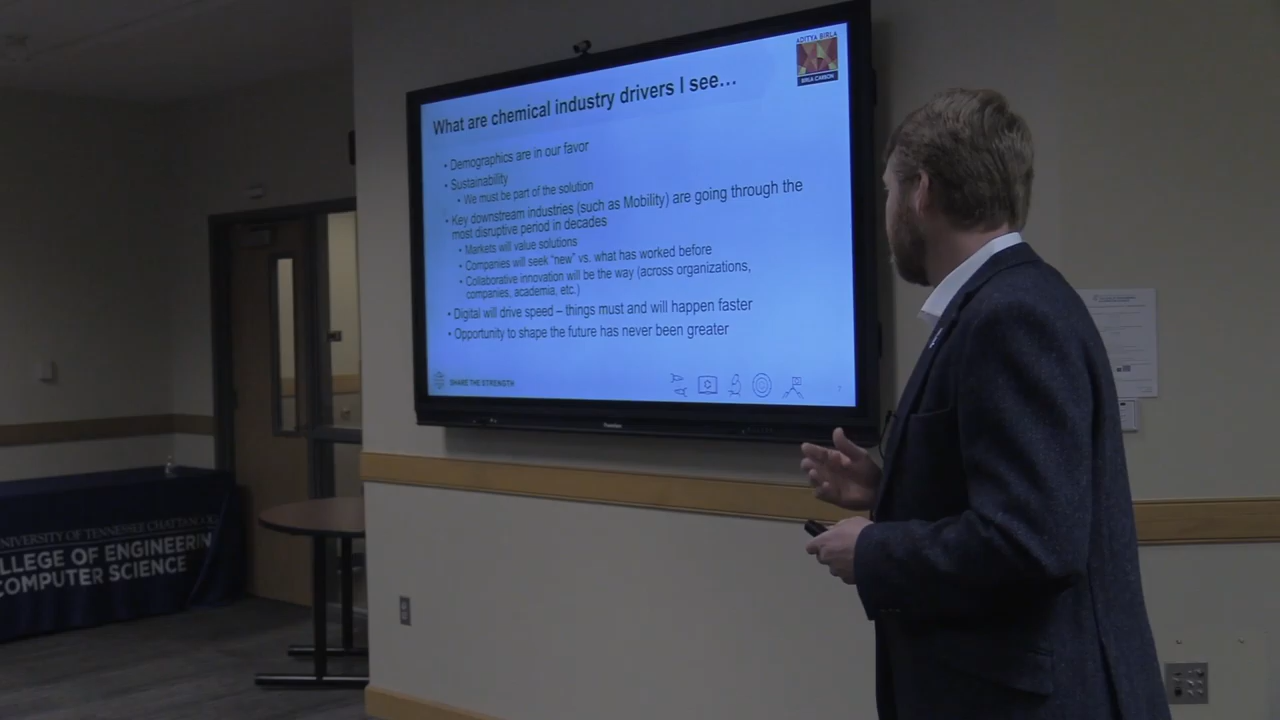 ADITYA BIRLA
BIRLA CARBON
What are chemical industry drivers I see...
• Demographics are in our favor
• Sustainability
• We must be part of the solution
• Key downstream industries (such as Mobility) are going through the
most disruptive period in decades
• Markets will value solutions
• Companies will seek “new” vs. what has worked before
• Collaborative innovation will be the way (across organizations,
companies, academia, etc.)
• Digital will drive speed – things must and will happen faster
• Opportunity to shape the future has never been greater
SHARE THE STRENGTH
7
UNIVERSITY OF TENNESSEE CHATTANOO
LLEGE OF ENGINEERIN
COMPUTER SCIENCE